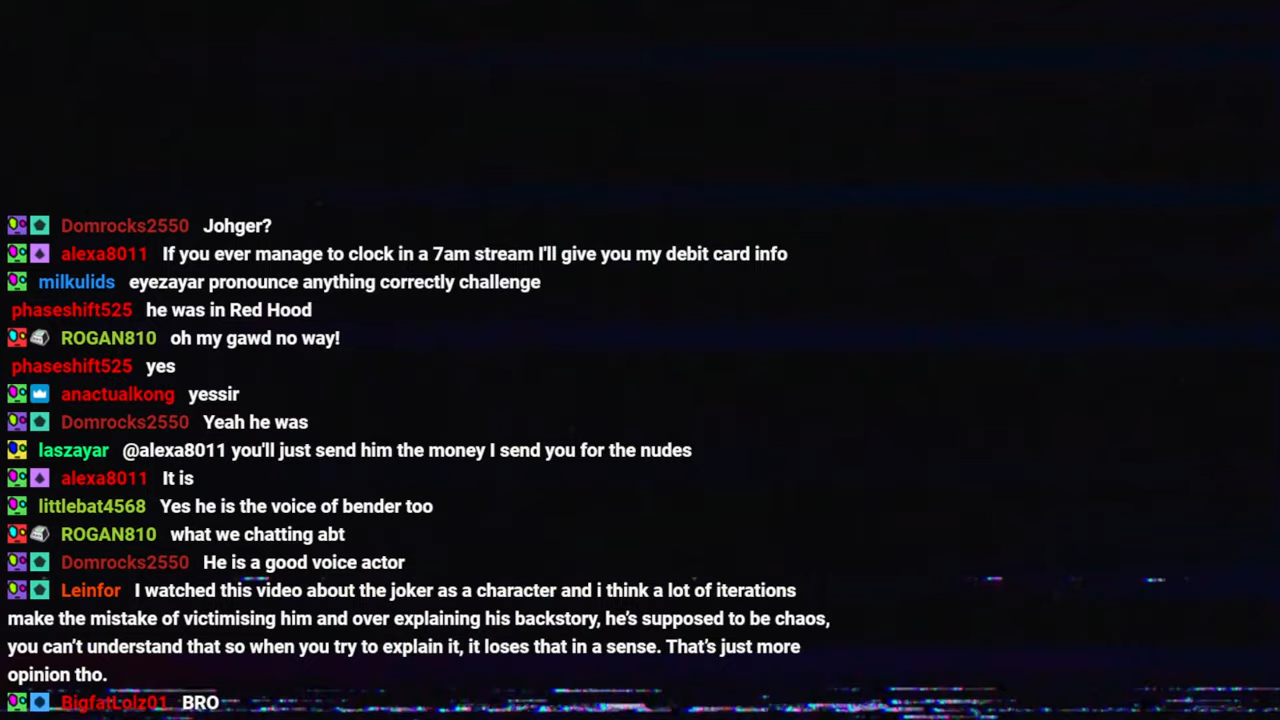 Domrocks2550 Johger?
alexa8011 If you ever manage to clock in a 7am stream I'll give you my debit card info
milkulids eyezayar pronounce anything correctly challenge
phaseshift525 he was in Red Hood
ROGAN810 oh my gawd no way!
phaseshift525 yes
anactualkong yessir
Domrocks2550 Yeah he was
laszayar @alexa8011 you'll just send him the money I send you for the nudes
alexa8011 It is
littlebat4568 Yes he is the voice of bender too
ROGAN810 what we chatting abt
Domrocks2550 He is a good voice actor
Leinfor I watched this video about the joker as a character and i think a lot of iterations
make the mistake of victimising him and over explaining his backstory, he's supposed to be chaos,
you can't understand that so when you try to explain it, it loses that in a sense. That's just more
opinion tho.
BigfatLolz01 BRO